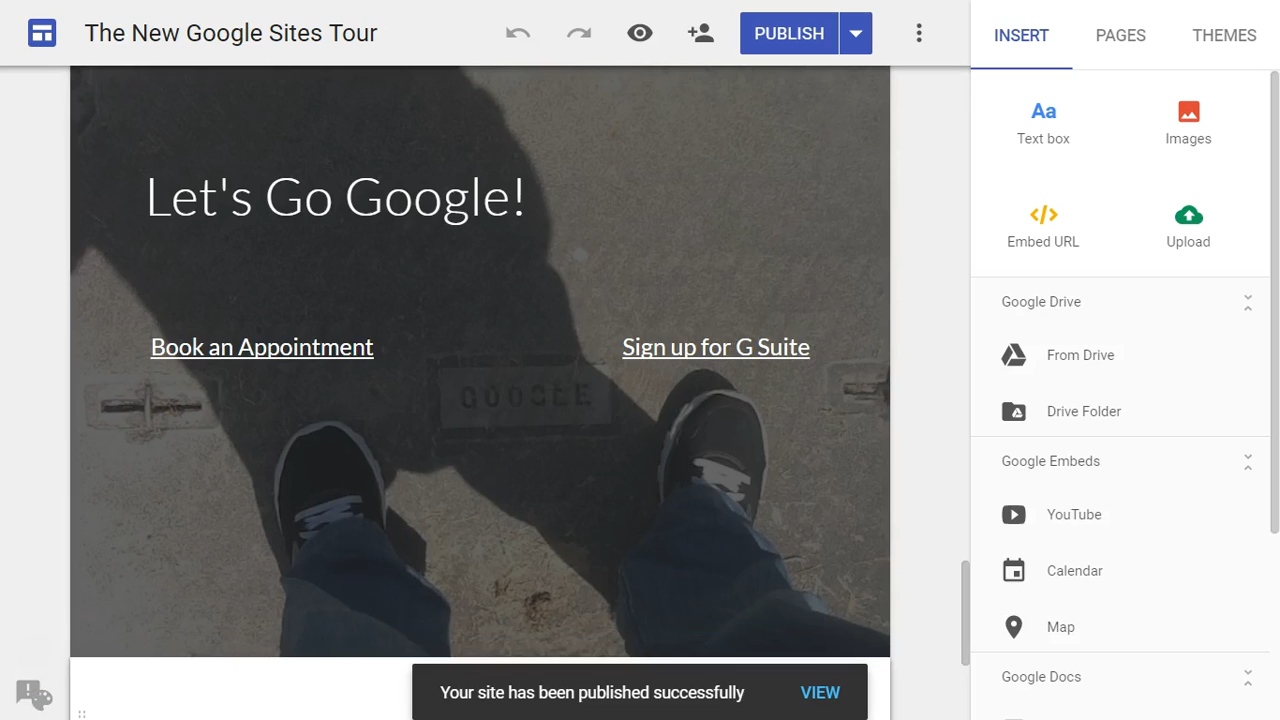 The New Google Sites Tour
PUBLISH
INSERT PAGES THEMES
Aa
Text box
Images
</>
Embed URL
Upload
Let's Go Google!
Book an Appointment
Sign up for G Suite
GOOGLE
Google Drive
From Drive
Drive Folder
Google Embeds
YouTube
Calendar
Map
Google Docs
Your site has been published successfully VIEW